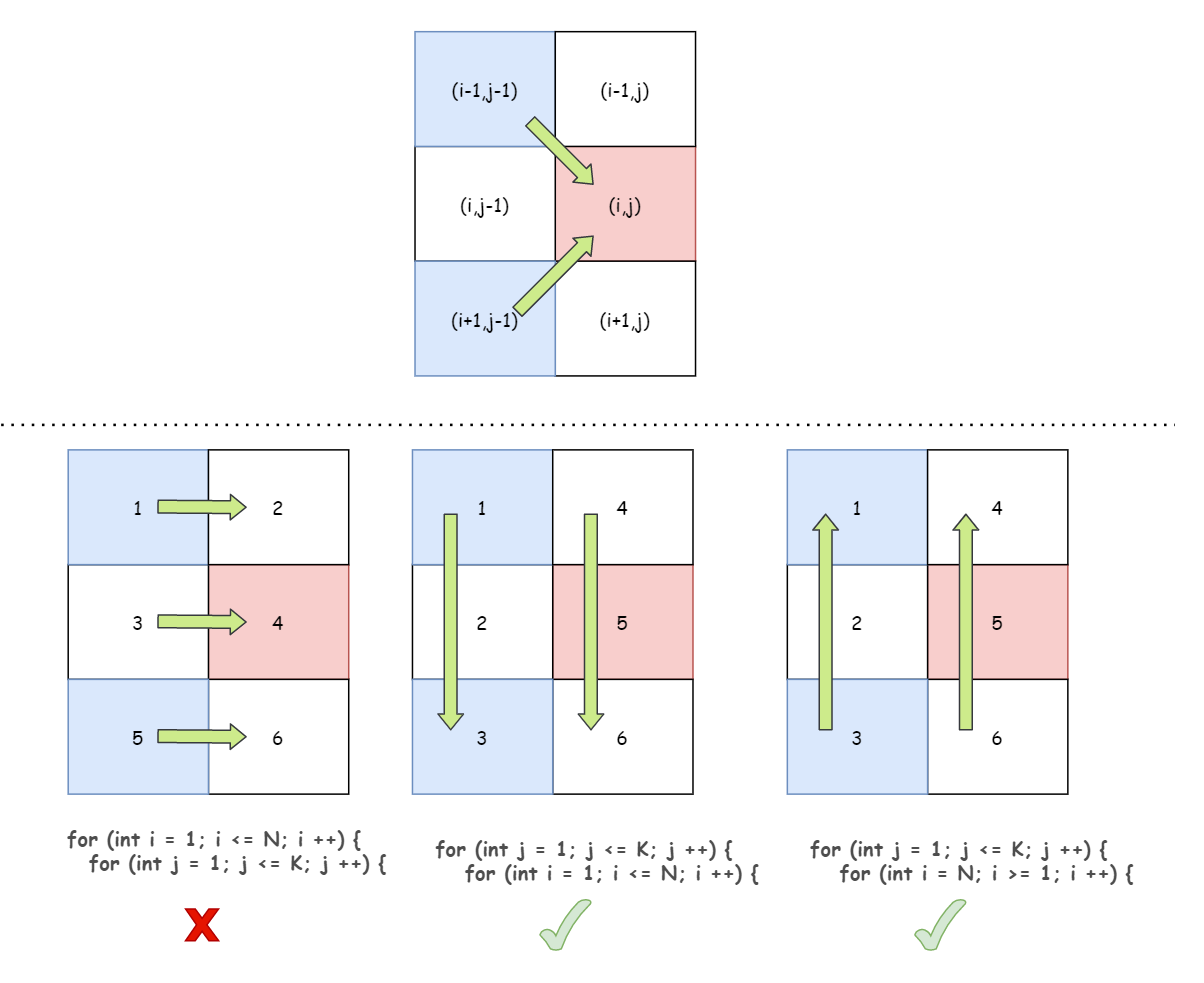 (i-1,j-1) (i-1,j)
(i,j-1) (i,j)
(i+1,j-1) (i+1,j)
1 2
3 4
5 6
for (int i = 1; i <= N; i ++) {
for (int j = 1; j <= K; j ++) {
X
1 4
2 5
3 6
for (int j = 1; j <= K; j ++) {
for (int i = 1; i <= N; i ++) {
1 4
2 5
3 6
for (int j = 1; j <= K; j ++) {
for (int i = N; i >= 1; i ++) {